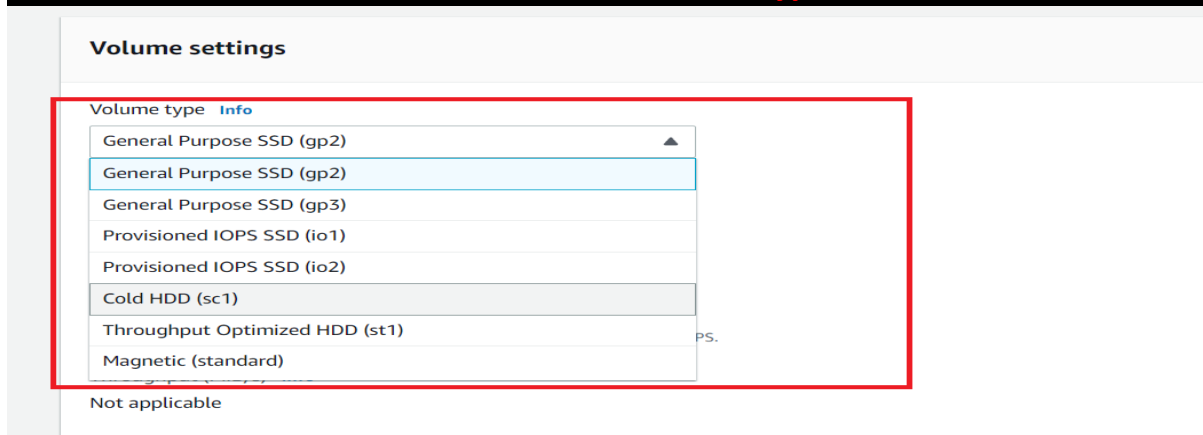 Volume settings
Volume type Info
General Purpose SSD (gp2)
General Purpose SSD (gp2)
General Purpose SSD (gp3)
Provisioned IOPS SSD (io1)
Provisioned IOPS SSD (io2)
Cold HDD (sc1)
Throughput Optimized HDD (st1)
PS.
Magnetic (standard)
Not applicable